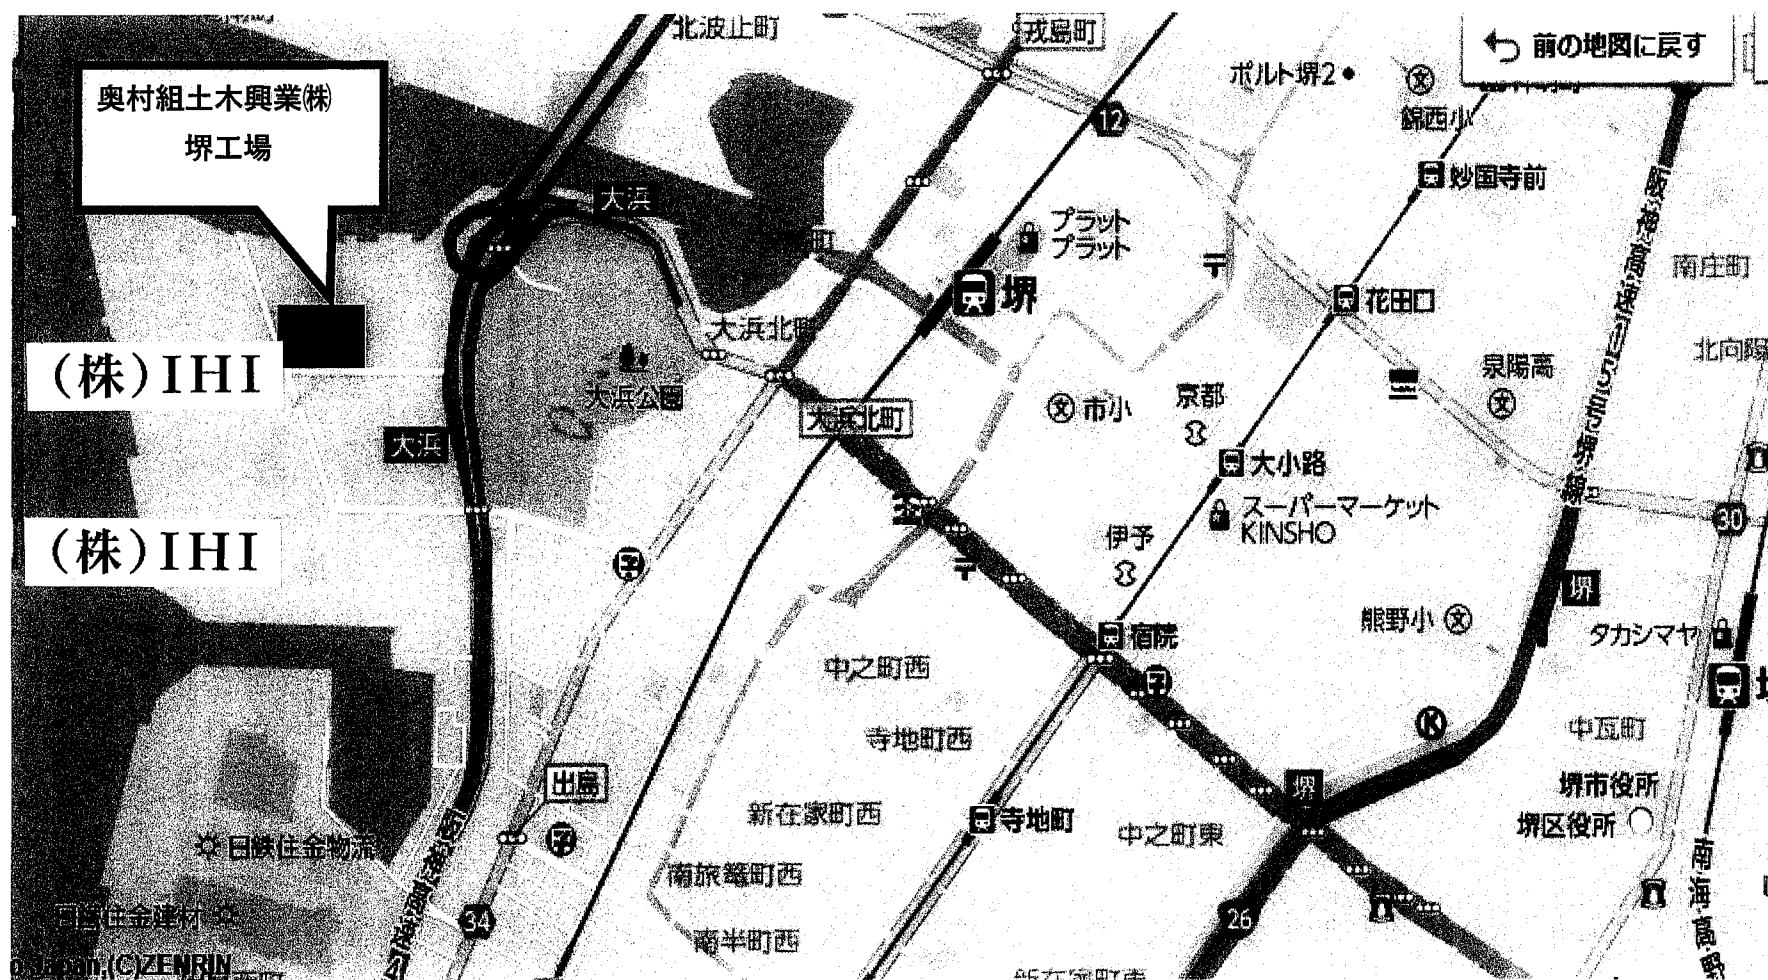 北波止町
戎島町
前の地図に戻す
ポルト堺2
錦西小
奥村組土木興業㈱
堺工場
12
妙国寺前
大浜
プラット
プラット
南庄町
堺
花田口
大浜北町
北向陽
(株)IHI
大浜公園
泉陽高
京都
市小
大浜北町
大浜
大小路
スーパーマーケット
KINSHO
30
(株)IHI
伊予
堺
熊野小
タカシマヤ
宿院
中之町西
寺地町西
中瓦町
出島
堺
堺市役所
新在家町西
寺地町
中之町東
堺区役所
日鉄住金物流
南旅篭町西
日鉄住金建材
34
26
南半町西
Japan,(C)ZENRIN
新在家町東